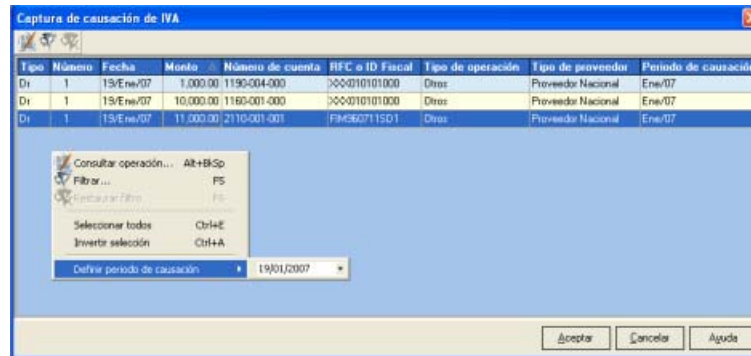 Captura de causación de IVA
Tipo Número Fecha Monto Número de cuenta RFC o ID Fiscal Tipo de operación Tipo de proveedor Periodo de causación
Dr 1 19/Ene/07 1,000.00 1190-004-000 XXX010101000 Otros Proveedor Nacional Ene/07
Dr 1 19/Ene/07 10,000.00 1160-001-000 XXX010101000 Otros Proveedor Nacional Ene/07
Dr 1 19/Ene/07 11,000.00 2110-001-001 FIM960711SD1 Otros Proveedor Nacional Ene/07
Consultar operación... Alt+BkSp
Filtrar... F5
Restaurar filtro F6
Seleccionar todos Ctrl+E
Invertir selección Ctrl+A
Definir periodo de causación 19/01/2007
Aceptar Cancelar Ayuda